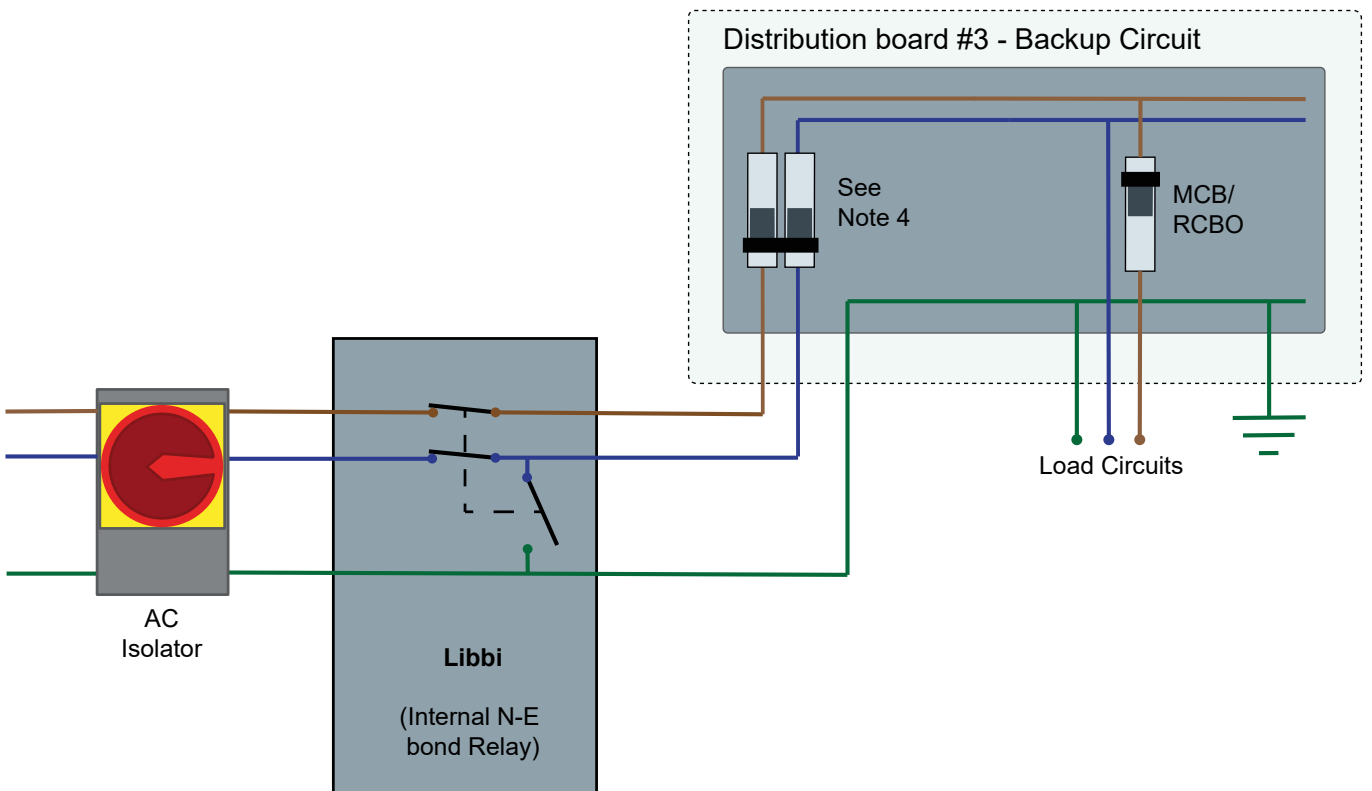 Distribution board #3 - Backup Circuit
See
Note 4
MCB/
RCBO
Load Circuits
AC
Isolator
Libbi
(Internal N-E
bond Relay)